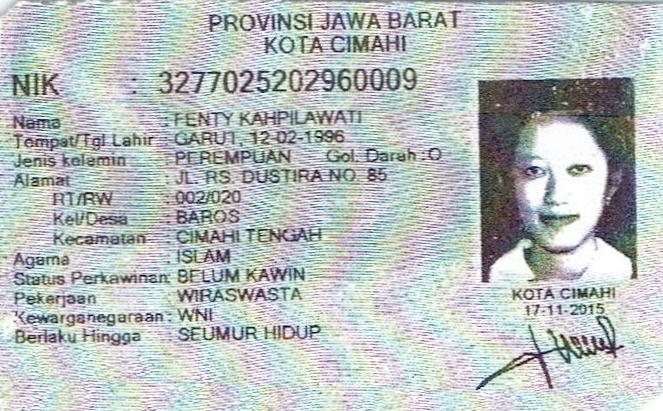 PROVINSI JAWA BARAT
KOTA CIMAHI
NIK : 3277025202960009
Nama : FENTY KAHPILAWATI
Tempat/Tgl Lahir : GARUT, 12-02-1996
Jenis kelamin : PEREMPUAN Gol. Darah :O
Alamat : JL. RS. DUSTIRA NO. 85
RT/RW : 002/020
Kel/Desa : BAROS
Kecamatan : CIMAHI TENGAH
Agama : ISLAM
Status Perkawinan: BELUM KAWIN
Pekerjaan : WIRASWASTA
Kewarganegaraan: WNI
Berlaku Hingga : SEUMUR HIDUP
KOTA CIMAHI
17-11-2015